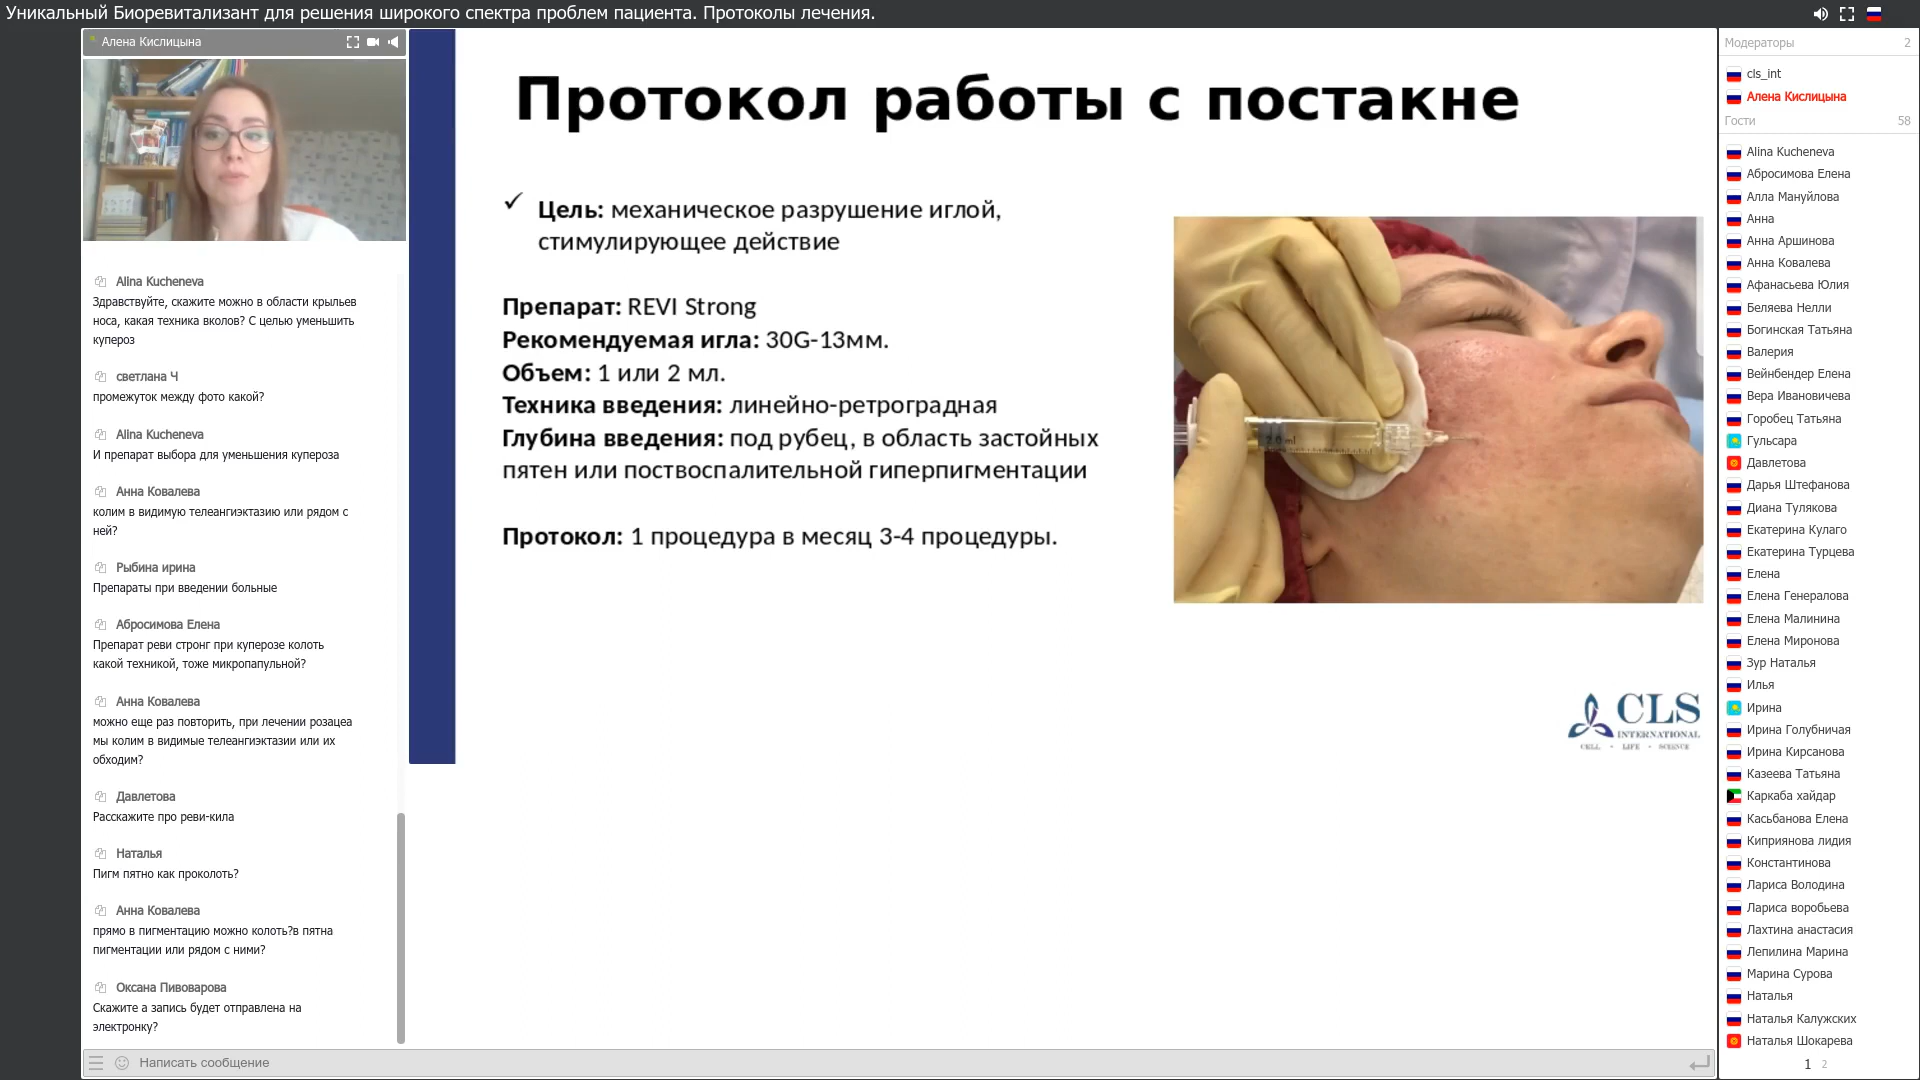 Уникальный Биоревитализант для решения широкого спектра проблем пациента. Протоколы лечения.
Алена Кислицына
Alina Kucheneva
Здравствуйте, скажите можно в области крыльев
носа, какая техника вколов? С целью уменьшить
купероз
светлана Ч
промежуток между фото какой?
Alina Kucheneva
И препарат выбора для уменьшения купероза
Анна Ковалева
колим в видимую телеангиэктазию или рядом с
ней?
Рыбина ирина
Препараты при введении больные
Абросимова Елена
Препарат реви стронг при куперозе колоть
какой техникой, тоже микропапульной?
Анна Ковалева
можно еще раз повторить, при лечении розацеа
мы колим в видимые телеангиэктазии или их
обходим?
Давлетова
Расскажите про реви-кила
Наталья
Пигм пятно как проколоть?
Анна Ковалева
прямо в пигментацию можно колоть?в пятна
пигментации или рядом с ними?
Оксана Пивоварова
Скажите а запись будет отправлена на
электронку?
Написать сообщение
Протокол работы с постакне
✓ Цель: механическое разрушение иглой,
стимулирующее действие
Препарат: REVI Strong
Рекомендуемая игла: 30G-13мм.
Объем: 1 или 2 мл.
Техника введения: линейно-ретроградная
Глубина введения: под рубец, в область застойных
пятен или поствоспалительной гиперпигментации
Протокол: 1 процедура в месяц 3-4 процедуры.
2.0 ml
CLS
INTERNATIONAL
CELL • LIFE • SCIENCE
Модераторы 2
cls_int
Алена Кислицына
Гости 58
Alina Kucheneva
Абросимова Елена
Алла Мануйлова
Анна
Анна Аршинова
Анна Ковалева
Афанасьева Юлия
Беляева Нелли
Богинская Татьяна
Валерия
Вейнбендер Елена
Вера Ивановичева
Горобец Татьяна
Гульсара
Давлетова
Дарья Штефанова
Диана Тулякова
Екатерина Кулаго
Екатерина Турцева
Елена
Елена Генералова
Елена Малинина
Елена Миронова
Зур Наталья
Илья
Ирина
Ирина Голубничая
Ирина Кирсанова
Казеева Татьяна
Каркаба хайдар
Касьбанова Елена
Киприянова лидия
Константинова
Лариса Володина
Лариса воробьева
Лахтина анастасия
Лепилина Марина
Марина Сурова
Наталья
Наталья Калужских
Наталья Шокарева
1 2